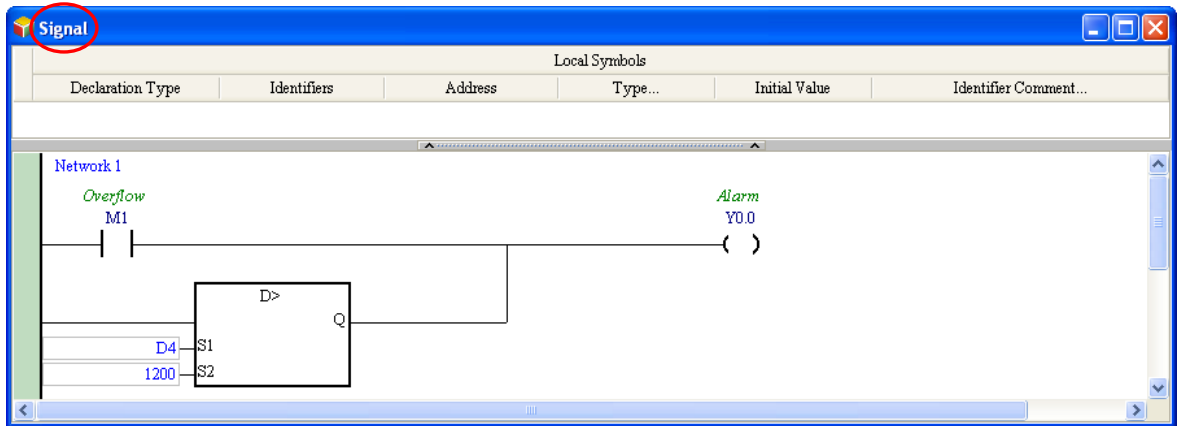 Signal
Local Symbols
Declaration Type Identifiers Address Type... Initial Value Identifier Comment...
Network 1
Overflow Alarm
M1 Y0.0
D>
Q
D4 S1
1200 S2